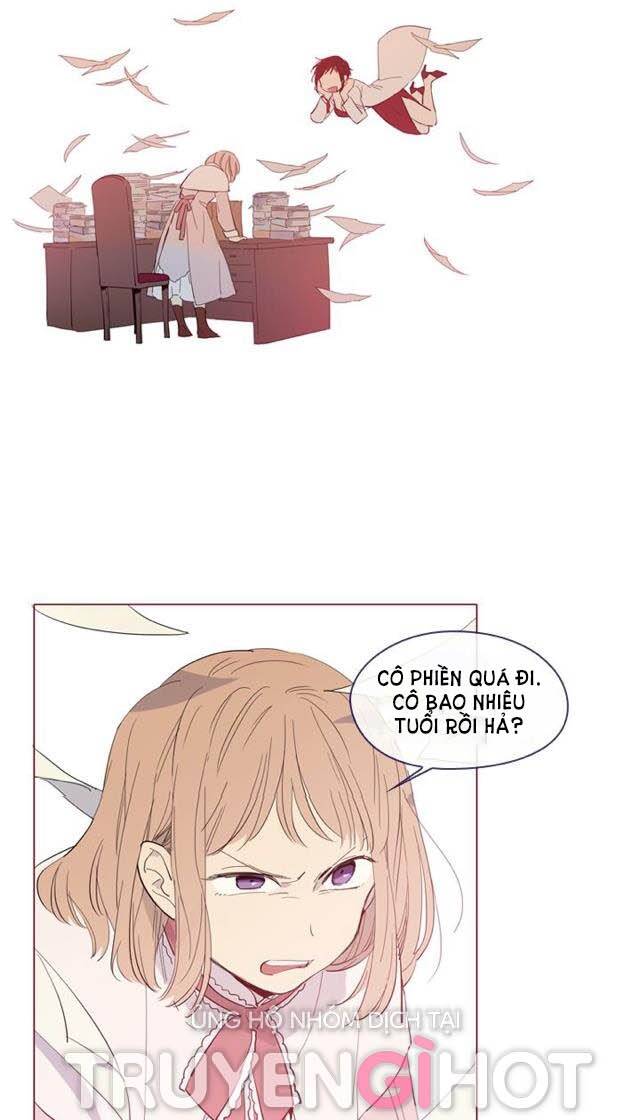 CÔ PHIỀN QUÁ ĐI.
CÔ BAO NHIÊU
TUỔI RỒI HẢ?
ỦNG HỘ NHÓM DỊCH TẠI
TRUYENGIHOT